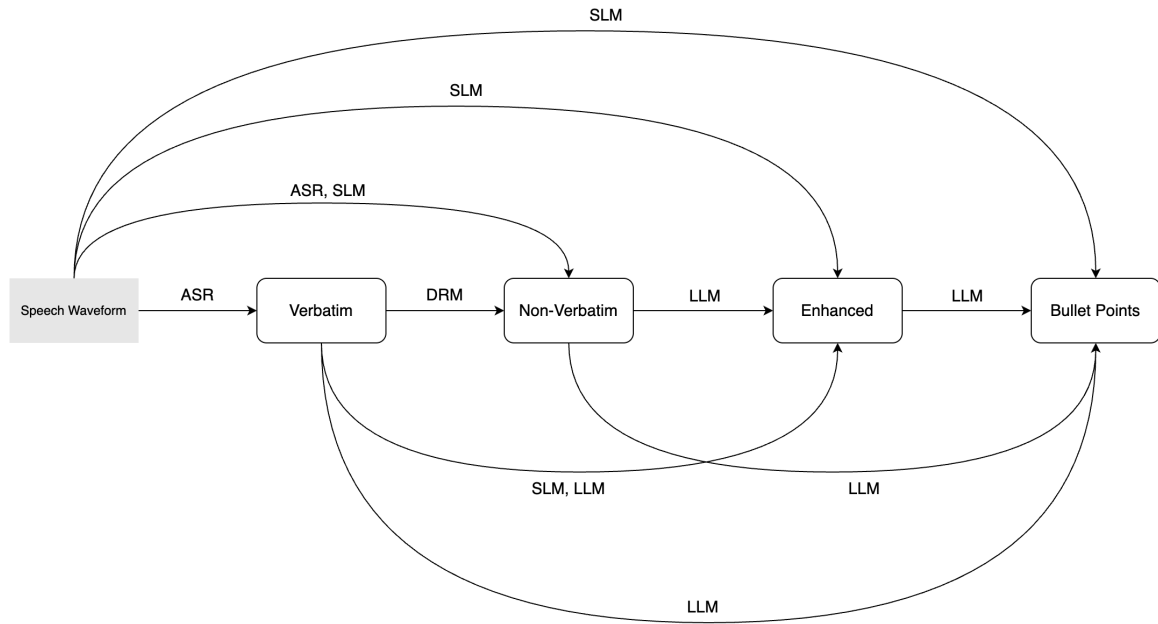 SLM
SLM
ASR, SLM
Speech Waveform
ASR
Verbatim
DRM
Non-Verbatim
LLM
Enhanced
LLM
Bullet Points
SLM, LLM
LLM
LLM